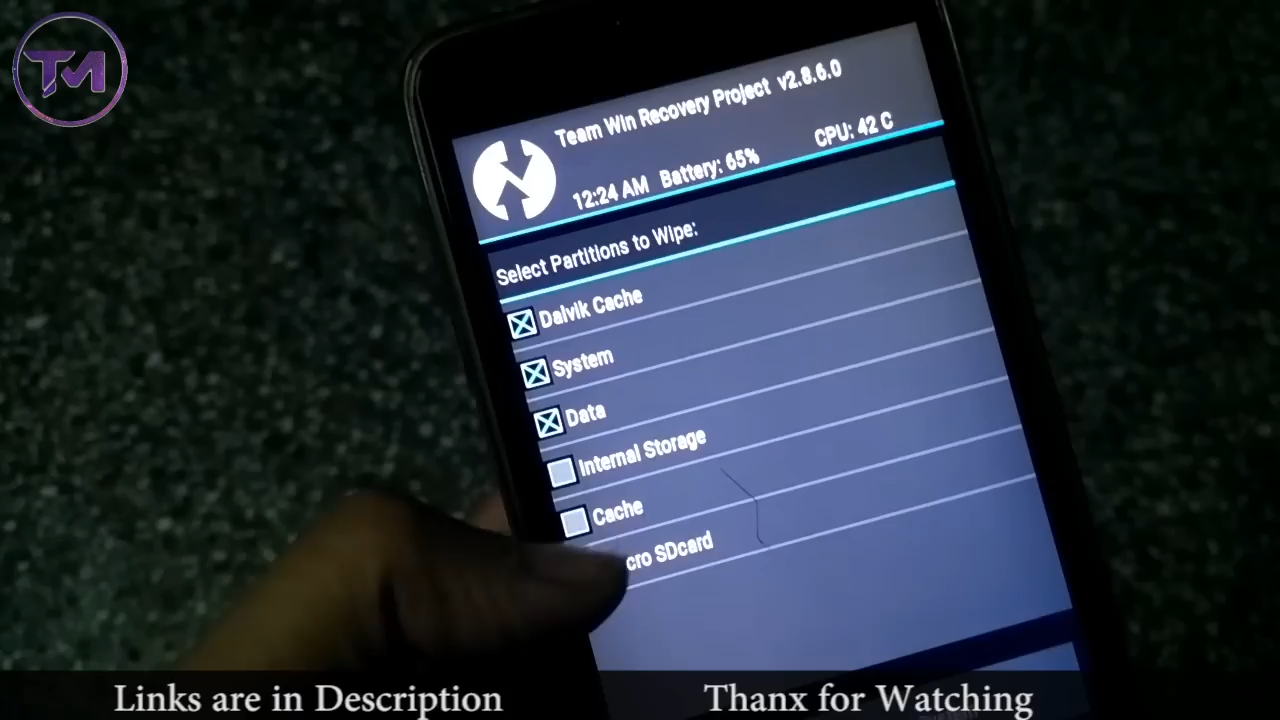 TM
Team Win Recovery Project v2.8.6.0
12:24 AM Battery: 65% CPU: 42 C
Select Partitions to Wipe:
Dalvik Cache
System
Data
Internal Storage
Cache
cro SDcard
Links are in Description
Thanx for Watching